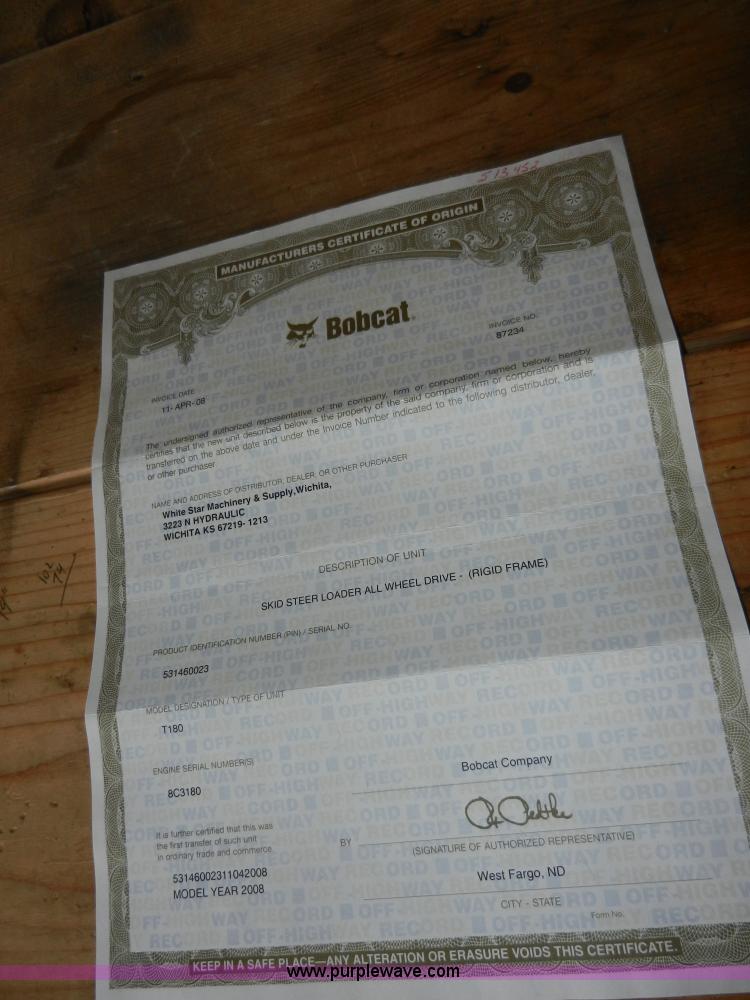 513452
MANUFACTURERS CERTIFICATE OF ORIGIN
Bobcat
INVOICE NO.
87234
INVOICE DATE
11-APR-08
The undersigned authorized representative of the company, firm or corporation named below, hereby
certifies that the new unit described below is the property of the said company, firm or corporation and is
transferred on the above date and under the Invoice Number indicated to the following distributor, dealer,
or other purchaser
NAME AND ADDRESS OF DISTRIBUTOR, DEALER, OR OTHER PURCHASER
White Star Machinery & Supply,Wichita,
3223 N HYDRAULIC
WICHITA KS 67219-1213
DESCRIPTION OF UNIT
SKID STEER LOADER ALL WHEEL DRIVE - (RIGID FRAME)
PRODUCT IDENTIFICATION NUMBER (PIN) / SERIAL NO.
531460023
MODEL DESIGNATION / TYPE OF UNIT
T180
ENGINE SERIAL NUMBER(S)
8C3180
Bobcat Company
It is further certified that this was
the first transfer of such unit
in ordinary trade and commerce
BY
(SIGNATURE OF AUTHORIZED REPRESENTATIVE)
53146002311042008
MODEL YEAR 2008
West Fargo, ND
CITY - STATE
Form No.
KEEP IN A SAFE PLACE—ANY ALTERATION OR ERASURE VOIDS THIS CERTIFICATE.
www.purplewave.com